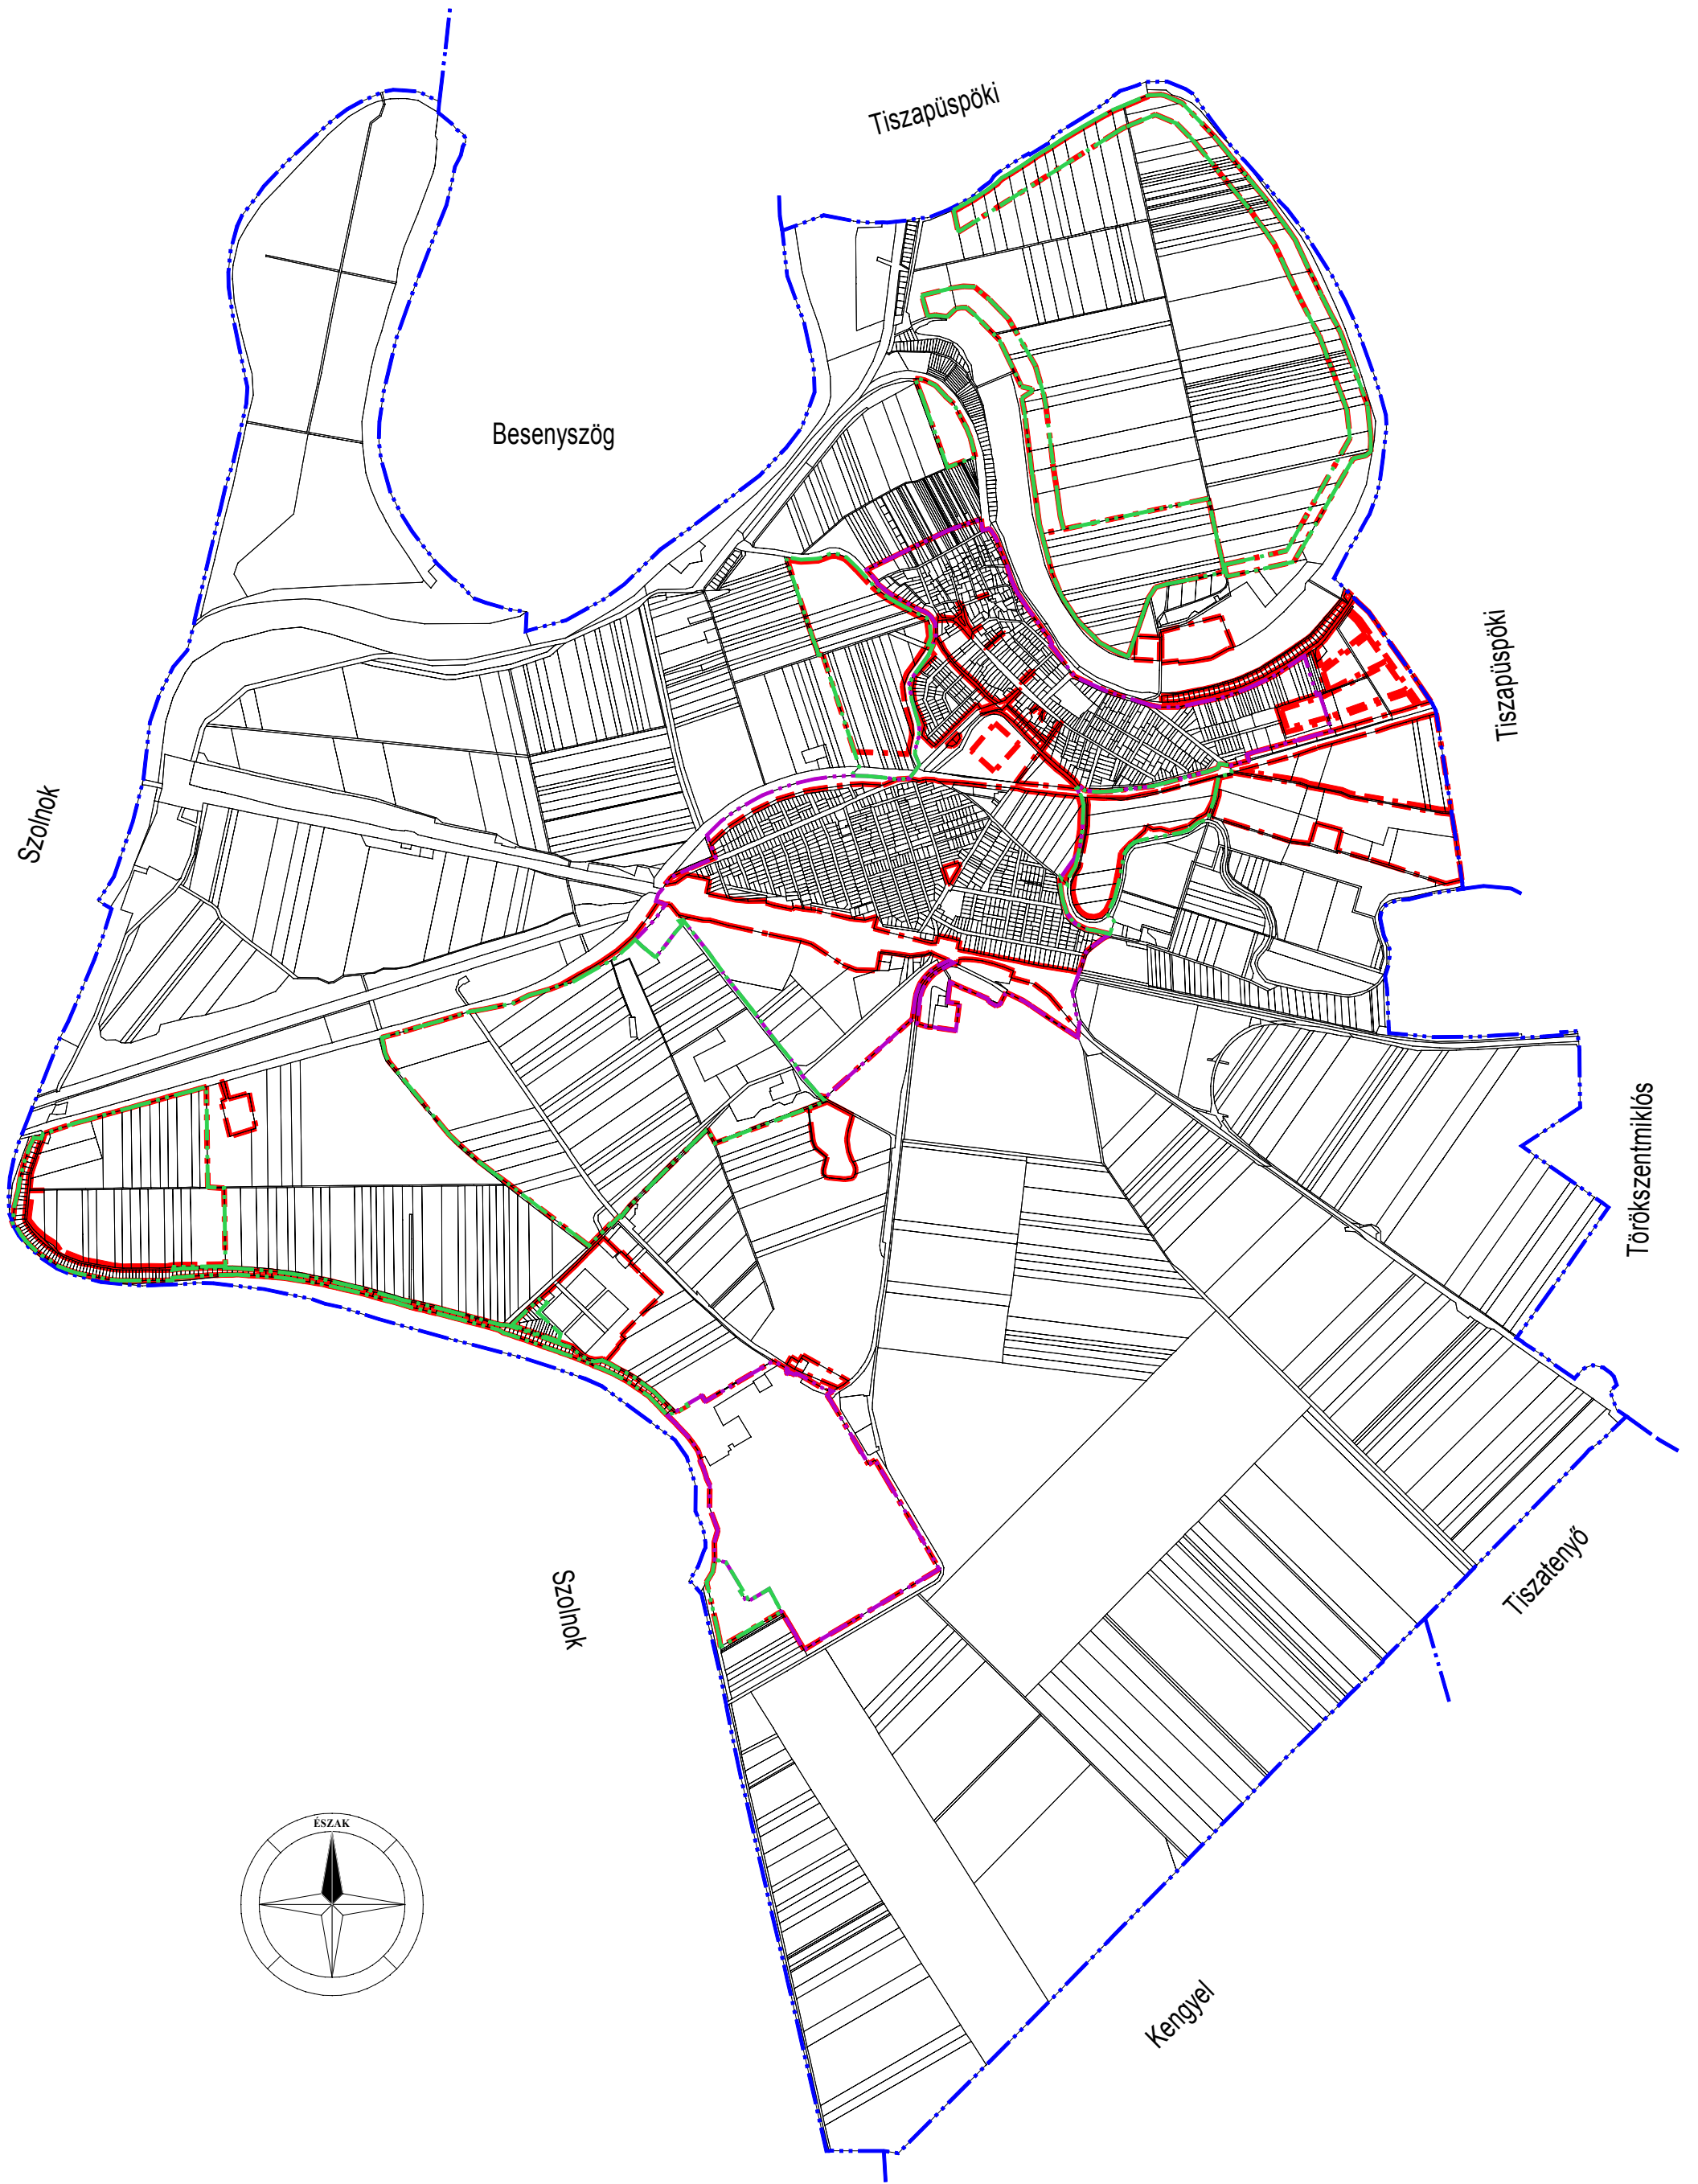 Tiszapüspöki
Besenyszög
Tiszapüspöki
Szolnok
Törökszentmiklós
Szolnok
Tiszatenyő
ÉSZAK
Kengyel